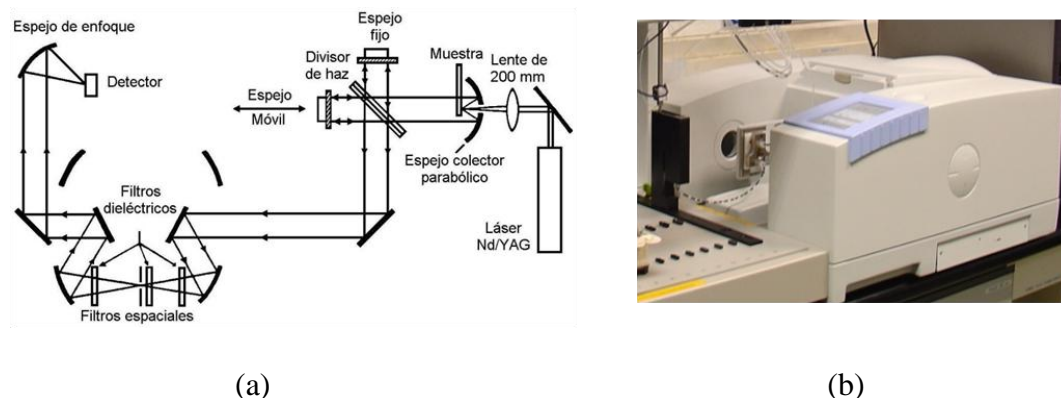 Espejo de enfoque
Detector
Espejo
fijo
Divisor
de haz
Muestra
Lente de
200 mm
Espejo
Móvil
Espejo colector
parabólico
Filtros
dieléctricos
Láser
Nd/YAG
Filtros espaciales
(a)
(b)